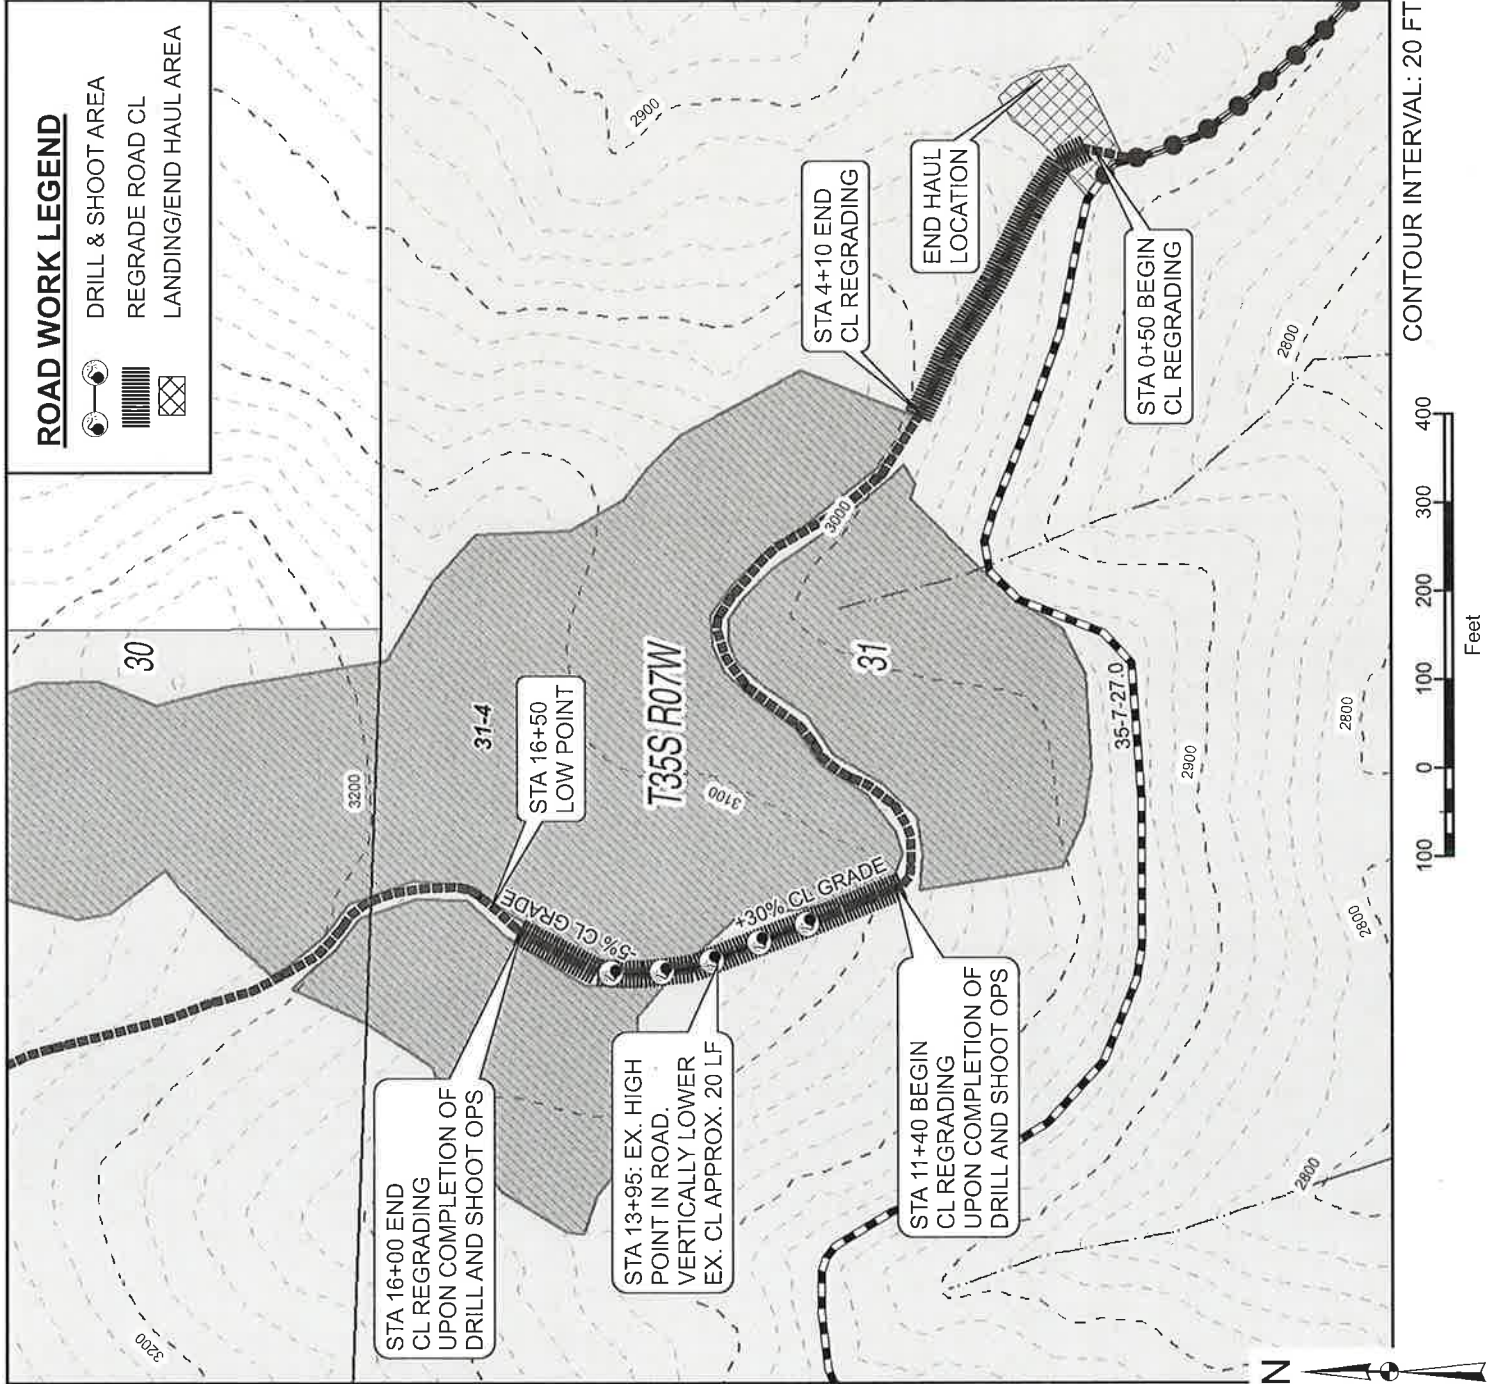 ROAD WORK LEGEND
DRILL & SHOOT AREA
REGRADE ROAD CL
LANDING/END HAUL AREA
30
3200
31-4
STA 16+50
LOW POINT
T35S R07W
3100
31
3000
2900
STA 4+10 END
CL REGRADING
END HAUL
LOCATION
STA 0+50 BEGIN
CL REGRADING
-5% CL GRADE
+30% CL GRADE
STA 16+00 END
CL REGRADING
UPON COMPLETION OF
DRILL AND SHOOT OPS
STA 13+95: EX. HIGH
POINT IN ROAD.
VERTICALLY LOWER
EX. CL APPROX. 20 LF
STA 11+40 BEGIN
CL REGRADING
UPON COMPLETION OF
DRILL AND SHOOT OPS
35-7-27.0
2900
2800
2800
2800
2800
3200
N
CONTOUR INTERVAL: 20 FT
100 0 100 200 300 400
Feet